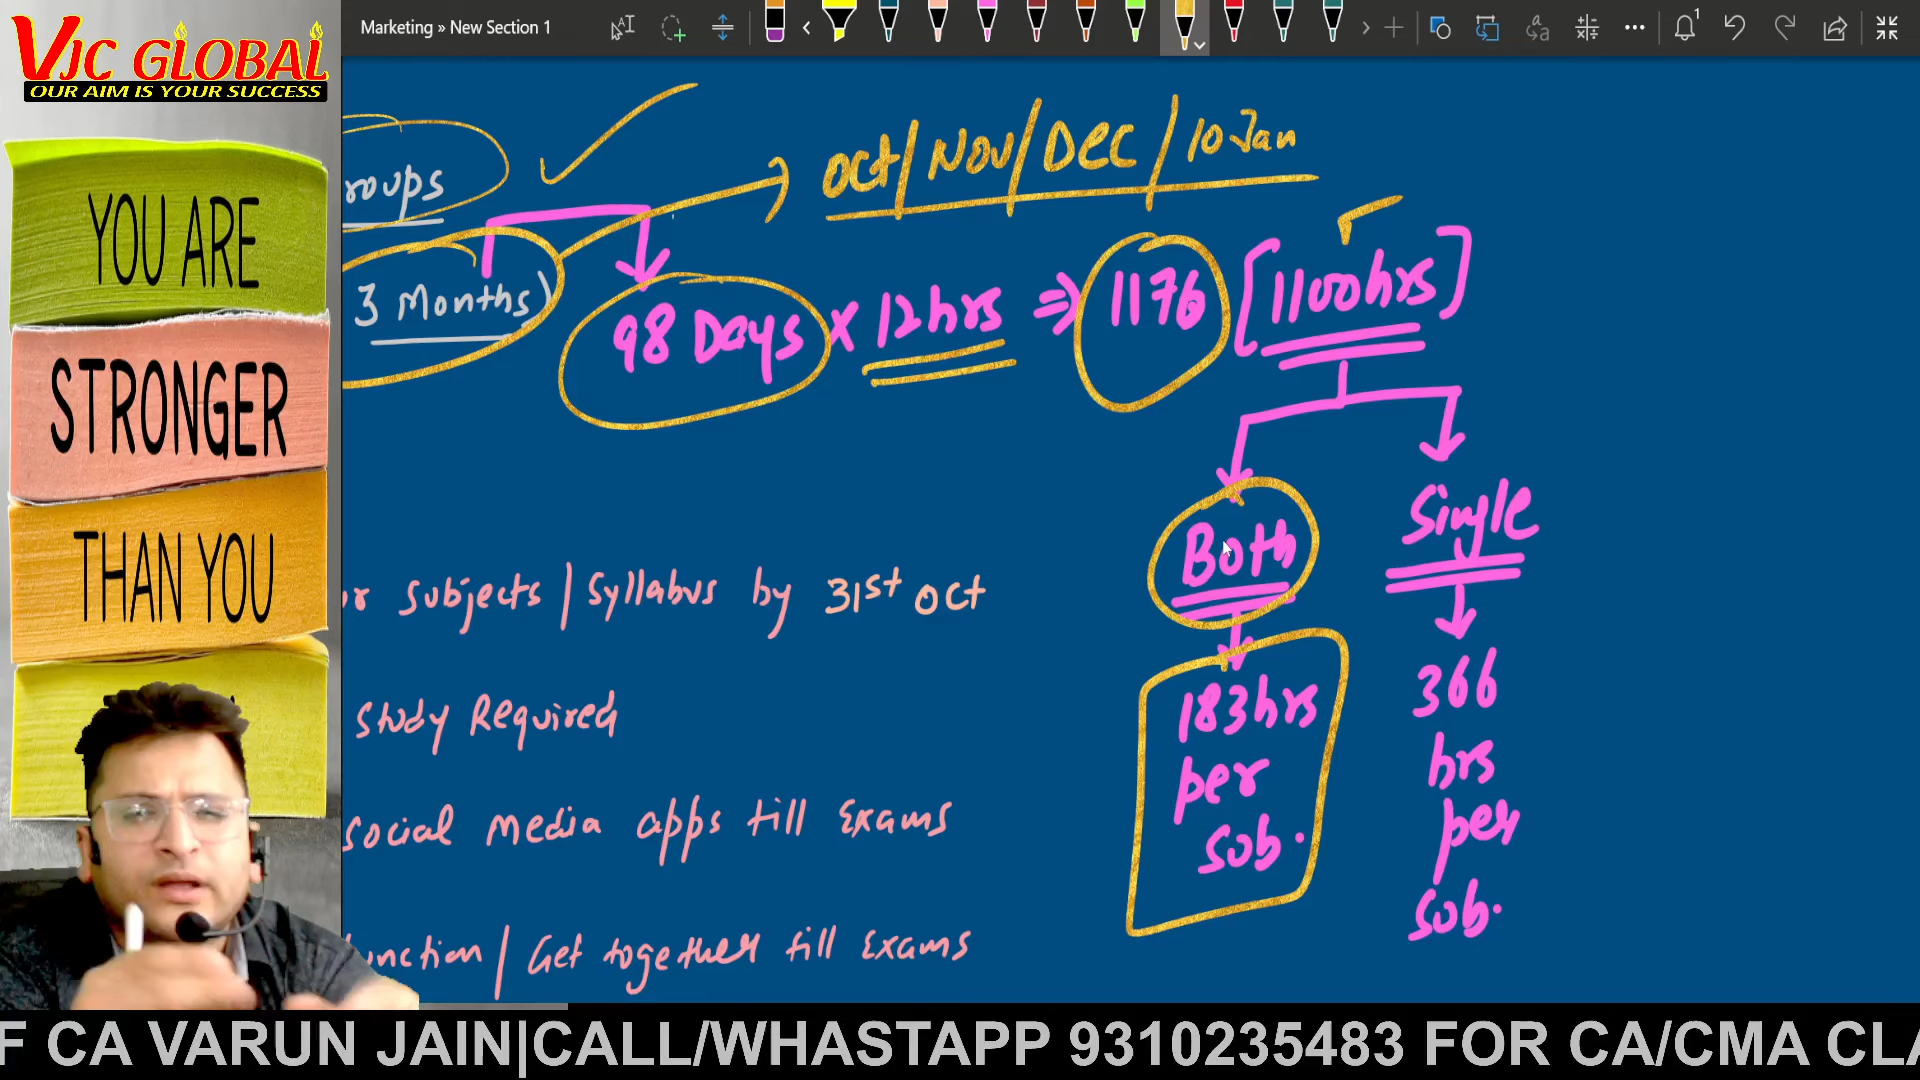 VJC GLOBAL
OUR AIM IS YOUR SUCCESS
Marketing » New Section 1
YOU ARE
STRONGER
THAN YOU
roups
Oct/Nov/Dec/10 Jan
3 Months)
98 Days x 12hrs ⇒ 1176 [1100hrs]
Both
Single
subjects | syllabus by 31st Oct
183hrs
per
sub.
366
hrs
per
sub.
study Required
social media apps till Exams
unction / Get together till Exams
F CA VARUN JAIN|CALL/WHASTAPP 9310235483 FOR CA/CMA CLA